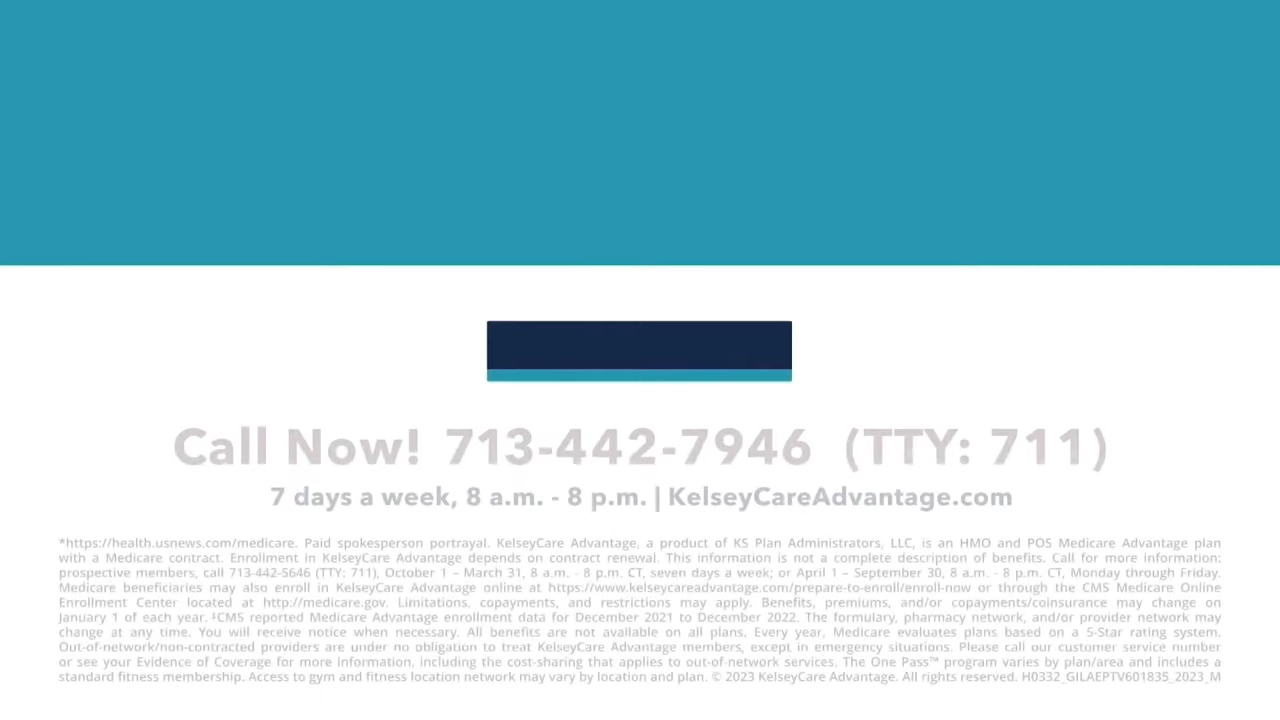 Call Now! 713-442-7946 (TTY: 711)
7 days a week, 8 a.m. - 8 p.m. | KelseyCareAdvantage.com
*https://health.usnews.com/medicare. Paid spokesperson portrayal. KelseyCare Advantage, a product of KS Plan Administrators, LLC, is an HMO and POS Medicare Advantage plan
with a Medicare contract. Enrollment in KelseyCare Advantage depends on contract renewal. This information is not a complete description of benefits. Call for more information:
prospective members, call 713-442-5646 (TTY: 711), October 1 – March 31, 8 a.m. - 8 p.m. CT, seven days a week; or April 1 – September 30, 8 a.m. - 8 p.m. CT, Monday through Friday.
Medicare beneficiaries may also enroll in KelseyCare Advantage online at https://www.kelseycareadvantage.com/prepare-to-enroll/enroll-now or through the CMS Medicare Online
Enrollment Center located at http://medicare.gov. Limitations, copayments, and restrictions may apply. Benefits, premiums, and/or copayments/coinsurance may change on
January 1 of each year. ‡CMS reported Medicare Advantage enrollment data for December 2021 to December 2022. The formulary, pharmacy network, and/or provider network may
change at any time. You will receive notice when necessary. All benefits are not available on all plans. Every year, Medicare evaluates plans based on a 5-Star rating system.
Out-of-network/non-contracted providers are under no obligation to treat KelseyCare Advantage members, except in emergency situations. Please call our customer service number
or see your Evidence of Coverage for more information, including the cost-sharing that applies to out-of-network services. The One Pass™ program varies by plan/area and includes a
standard fitness membership. Access to gym and fitness location network may vary by location and plan. © 2023 KelseyCare Advantage. All rights reserved. H0332_GILAEPTV601835_2023_M